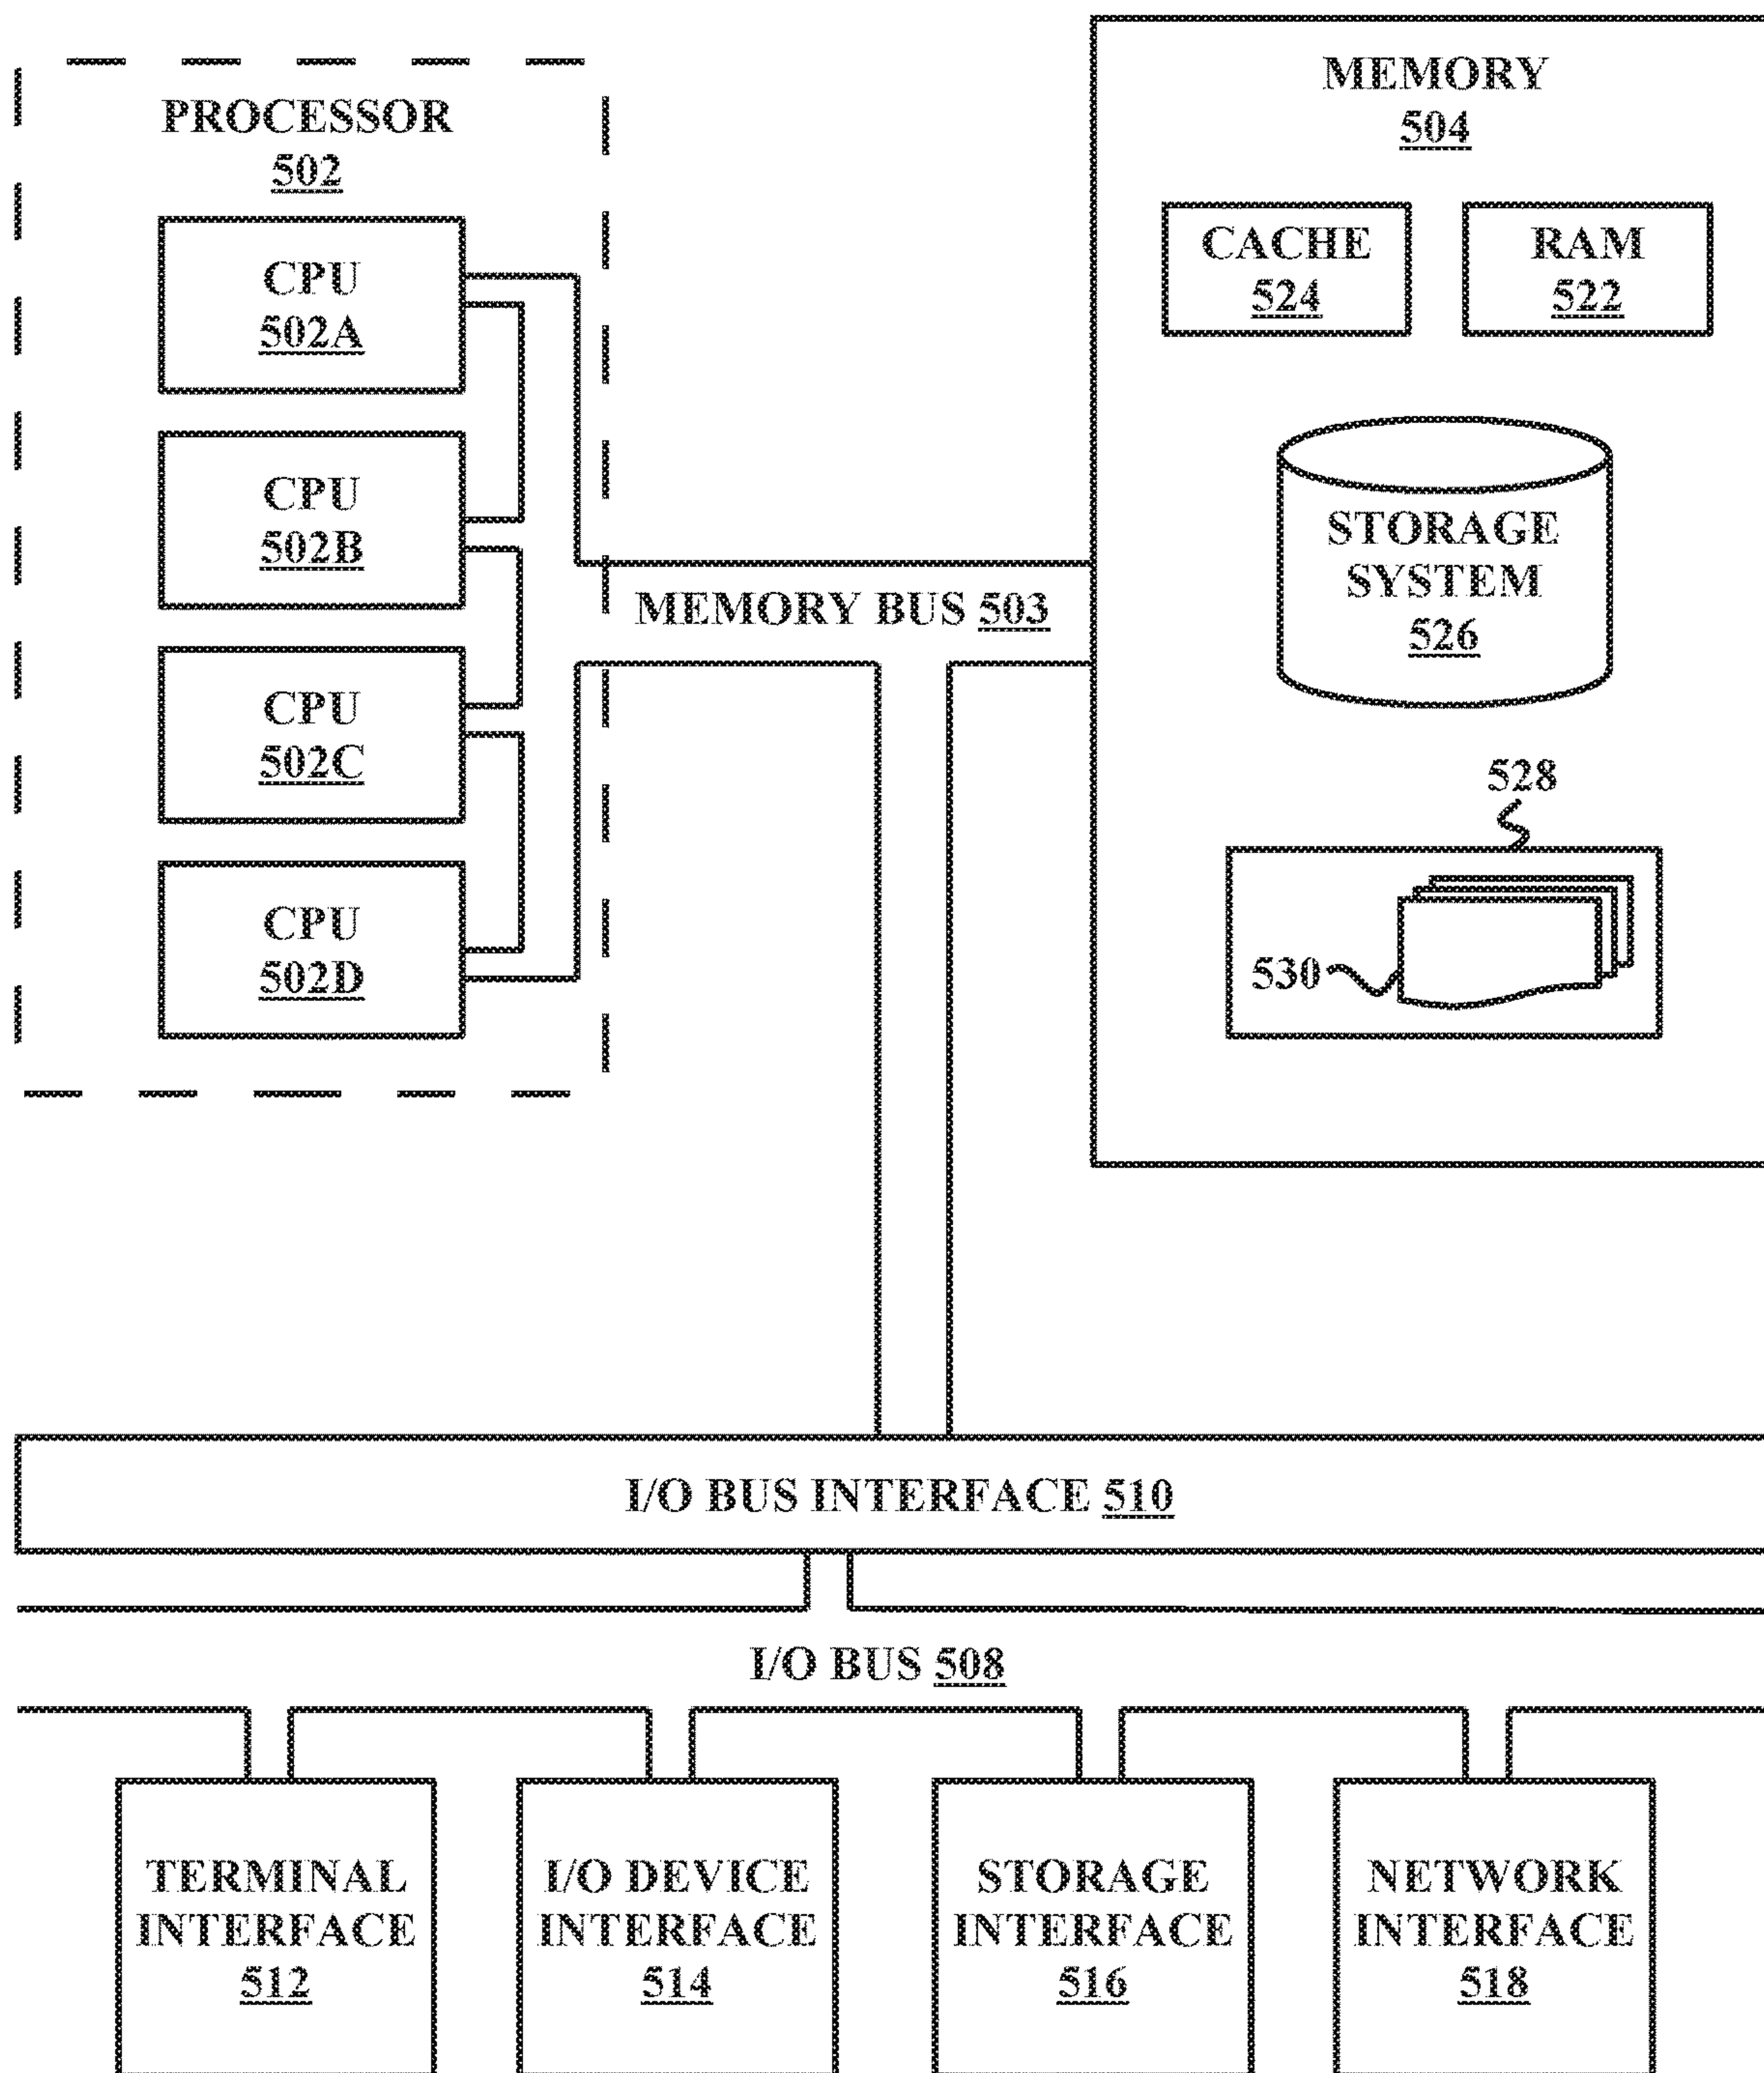 PROCESSOR
502
CPU
502A
CPU
502B
CPU
502C
CPU
502D
MEMORY BUS 503
MEMORY
504
CACHE
524
RAM
522
STORAGE
SYSTEM
526
528
530
I/O BUS INTERFACE 510
I/O BUS 508
TERMINAL
INTERFACE
512
I/O DEVICE
INTERFACE
514
STORAGE
INTERFACE
516
NETWORK
INTERFACE
518